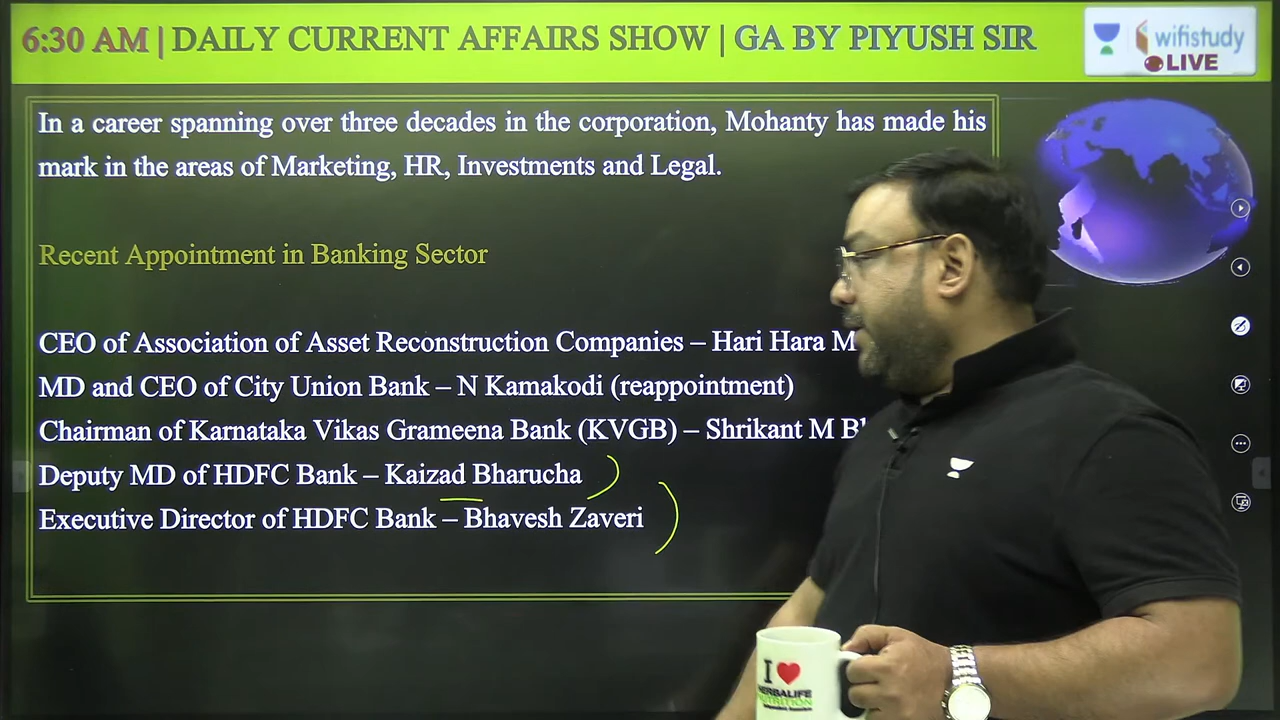 6:30 AM | DAILY CURRENT AFFAIRS SHOW | GA BY PIYUSH SIR
wifistudy
LIVE
In a career spanning over three decades in the corporation, Mohanty has made his
mark in the areas of Marketing, HR, Investments and Legal.
Recent Appointment in Banking Sector
CEO of Association of Asset Reconstruction Companies – Hari Hara M
MD and CEO of City Union Bank – N Kamakodi (reappointment)
Chairman of Karnataka Vikas Grameena Bank (KVGB) – Shrikant M
Deputy MD of HDFC Bank – Kaizad Bharucha
Executive Director of HDFC Bank – Bhavesh Zaveri
I
HERBALIFE
NUTRITION